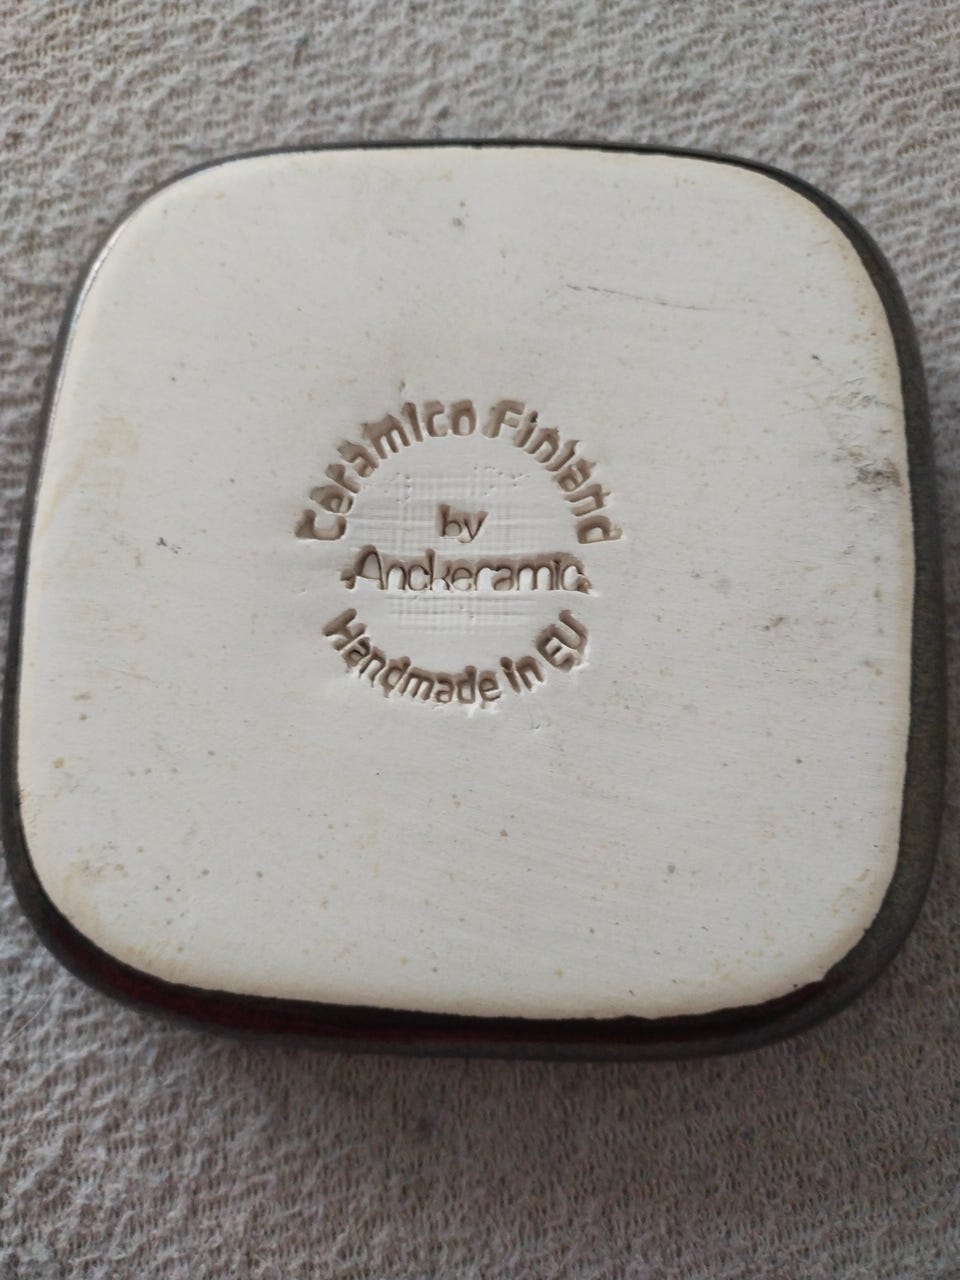 Ceramico Finland
by
Anckeramic
Handmade in EU